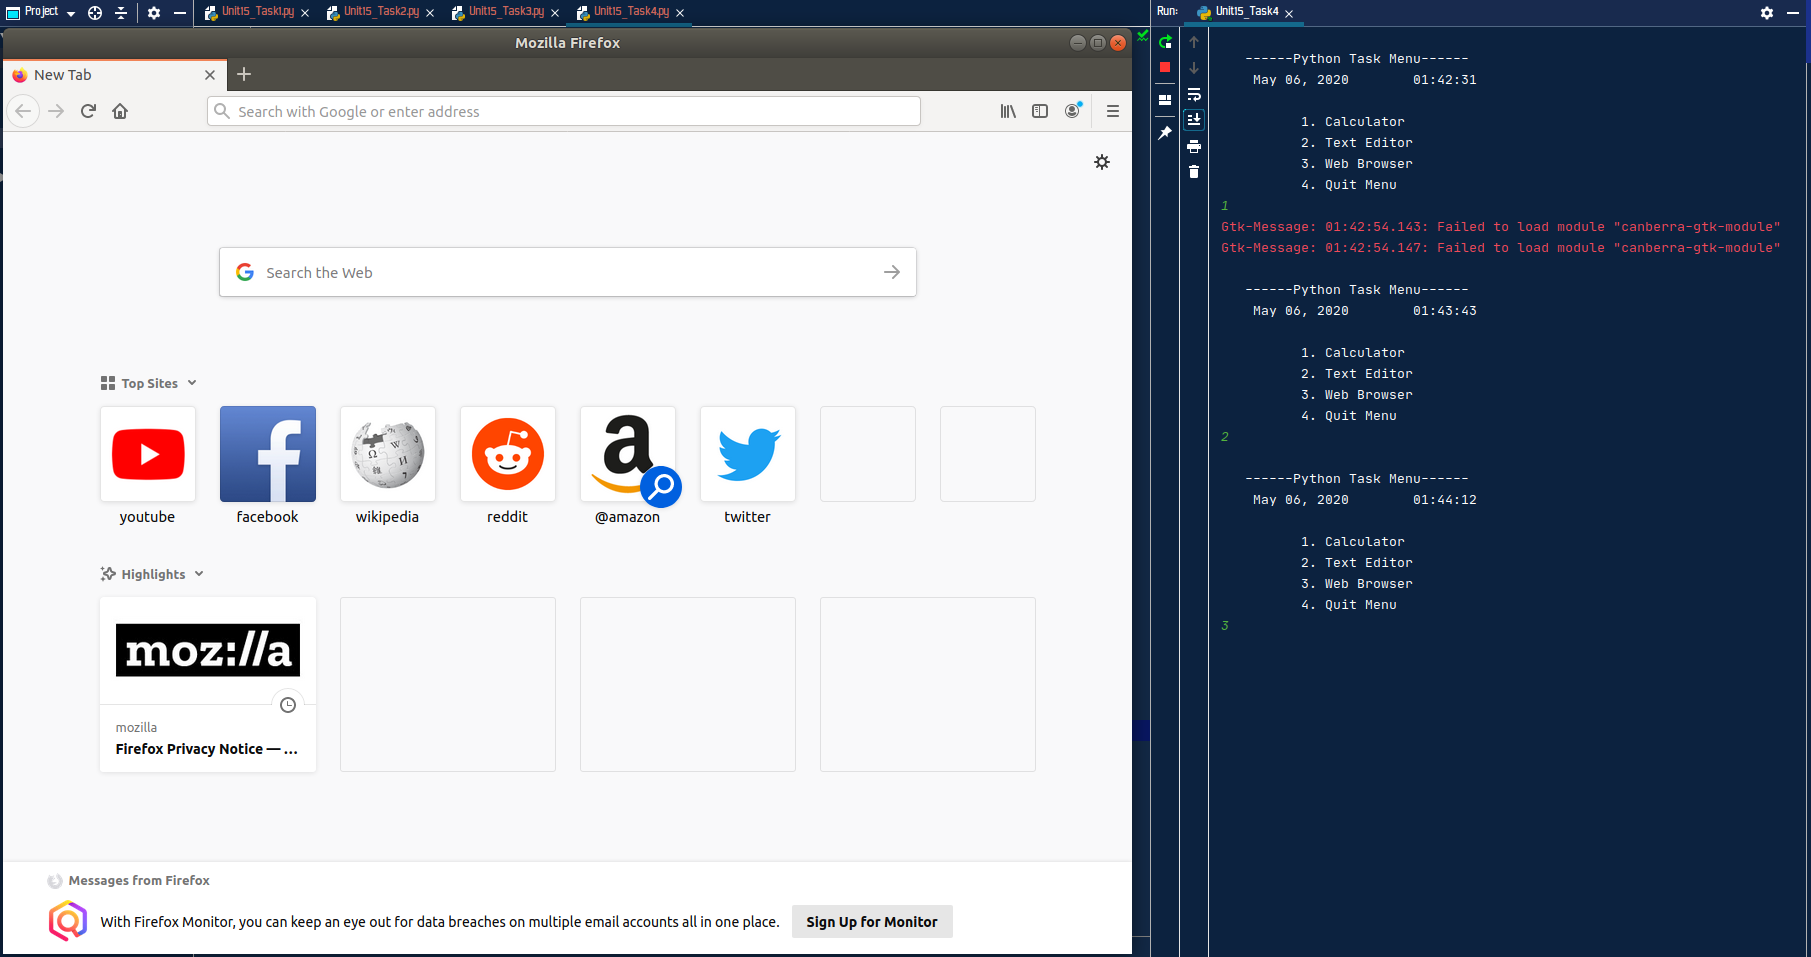 Project
Unit15_Task1.py
Unit15_Task2.py
Unit15_Task3.py
Unit15_Task4.py
Mozilla Firefox
New Tab
Search with Google or enter address
Search the Web
Top Sites
youtube
facebook
wikipedia
reddit
@amazon
twitter
Highlights
moz://a
mozilla
Firefox Privacy Notice — ...
Messages from Firefox
With Firefox Monitor, you can keep an eye out for data breaches on multiple email accounts all in one place.
Sign Up for Monitor
Run:
Unit15_Task4
------Python Task Menu------
May 06, 2020 01:42:31
1. Calculator
2. Text Editor
3. Web Browser
4. Quit Menu
1
Gtk-Message: 01:42:54.143: Failed to load module "canberra-gtk-module"
Gtk-Message: 01:42:54.147: Failed to load module "canberra-gtk-module"
------Python Task Menu------
May 06, 2020 01:43:43
1. Calculator
2. Text Editor
3. Web Browser
4. Quit Menu
2
------Python Task Menu------
May 06, 2020 01:44:12
1. Calculator
2. Text Editor
3. Web Browser
4. Quit Menu
3